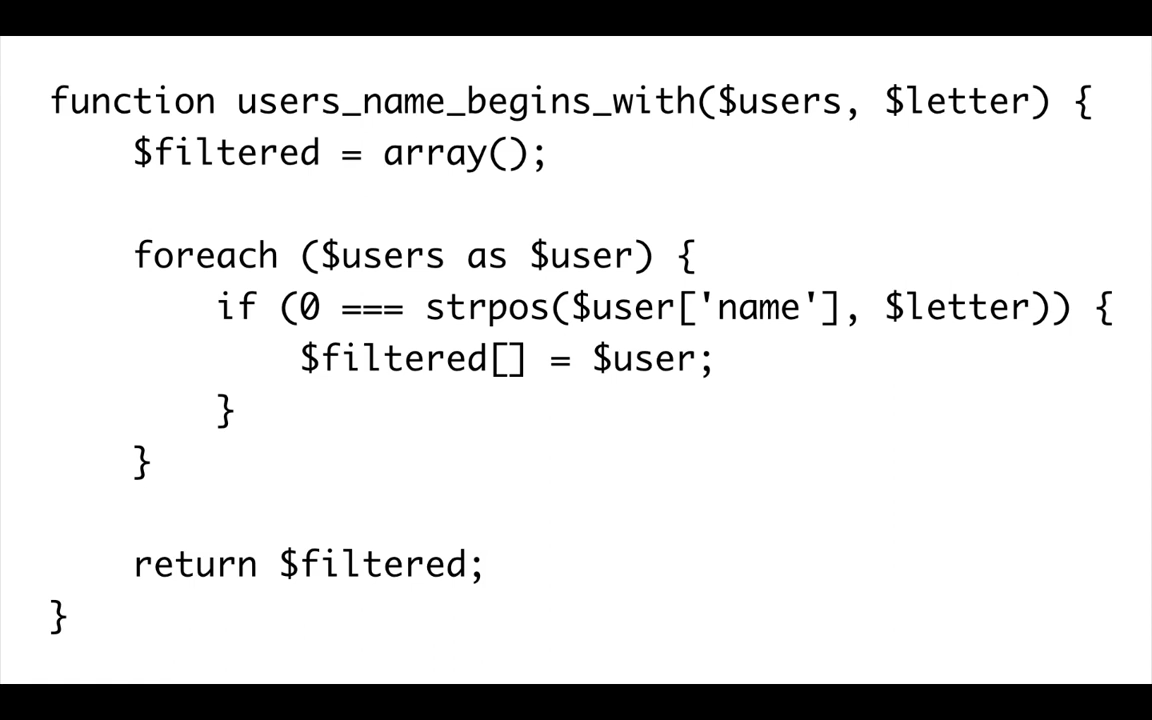 function users_name_begins_with($users, $letter) {
    $filtered = array();

    foreach ($users as $user) {
        if (0 === strpos($user['name'], $letter)) {
            $filtered[] = $user;
        }
    }

    return $filtered;
}